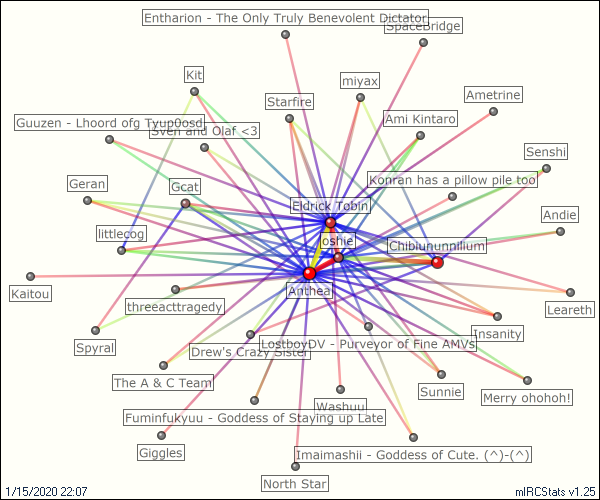 Entharion - The Only Truly Benevolent Dictator
SpaceBridge
Kit
miyax
Starfire
Ametrine
Guuzen - Lhoord ofg Tyup0osd
Ami Kintaro
Sven and Olaf <3
Senshi
Geran
Gcat
Konran has a pillow pile too
Eldrick Tobin
Andie
littlecog
oshie
Chibiununnilium
Kaitou
Anthea
threeacttragedy
Leareth
Insanity
Spyral
Drew's Crazy Sister
LostboyDV - Purveyor of Fine AMVs
The A & C Team
Sunnie
Merry ohohoh!
Washuu
Fuminfukyuu - Goddess of Staying up Late
Giggles
Imaimashii - Goddess of Cute. (^)-(^)
North Star
1/15/2020 22:07
mIRCStats v1.25